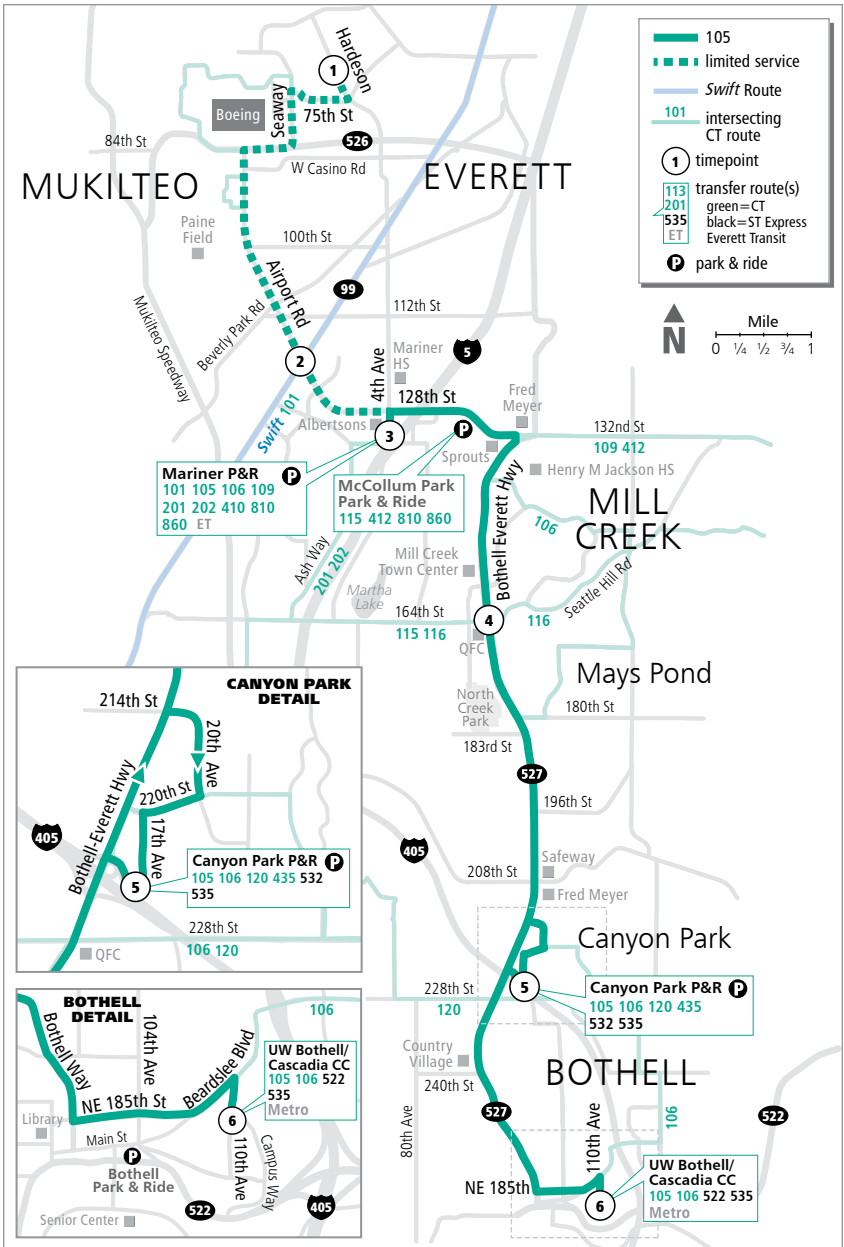 105
limited service
Swift Route
101
intersecting
CT route
1 timepoint
113
201
535
ET
transfer route(s)
green=CT
black=ST Express
Everett Transit
P park & ride
N
Mile
0 ¼ ½ ¾ 1
Hardeson
1
Seaway
Boeing
75th St
84th St
526
W Casino Rd
MUKILTEO
EVERETT
Paine
Field
100th St
Airport Rd
99
Mukilteo Speedway
Beverly Park Rd
112th St
5
2
4th Ave
Mariner
HS
128th St
Fred
Meyer
Swift 101
Albertsons
3
P
Sprouts
132nd St
109 412
Henry M Jackson HS
Mariner P&R P
101 105 106 109
201 202 410 810
860 ET
McCollum Park
Park & Ride
115 412 810 860
Bothell Everett Hwy
MILL
CREEK
106
Ash Way
201 202
Mill Creek
Town Center
Martha
Lake
Seattle Hill Rd
164th St
115 116
4
116
QFC
Mays Pond
North
Creek
Park
180th St
183rd St
527
196th St
405
208th St
Safeway
Fred Meyer
Canyon Park
228th St
120
5
Canyon Park P&R P
105 106 120 435
532 535
Country
Village
240th St
BOTHELL
527
80th Ave
110th Ave
106
522
NE 185th
6
UW Bothell/
Cascadia CC
105 106 522 535
Metro
CANYON PARK
DETAIL
214th St
20th Ave
Bothell-Everett Hwy
220th St
17th Ave
405
5
Canyon Park P&R P
105 106 120 435 532
535
228th St
106 120
QFC
BOTHELL
DETAIL
Bothell Way
104th Ave
Beardslee Blvd
106
UW Bothell/
Cascadia CC
105 106 522
535
Metro
NE 185th St
Library
Main St
6
P
Bothell
Park & Ride
110th Ave
Campus Way
522
405
Senior Center